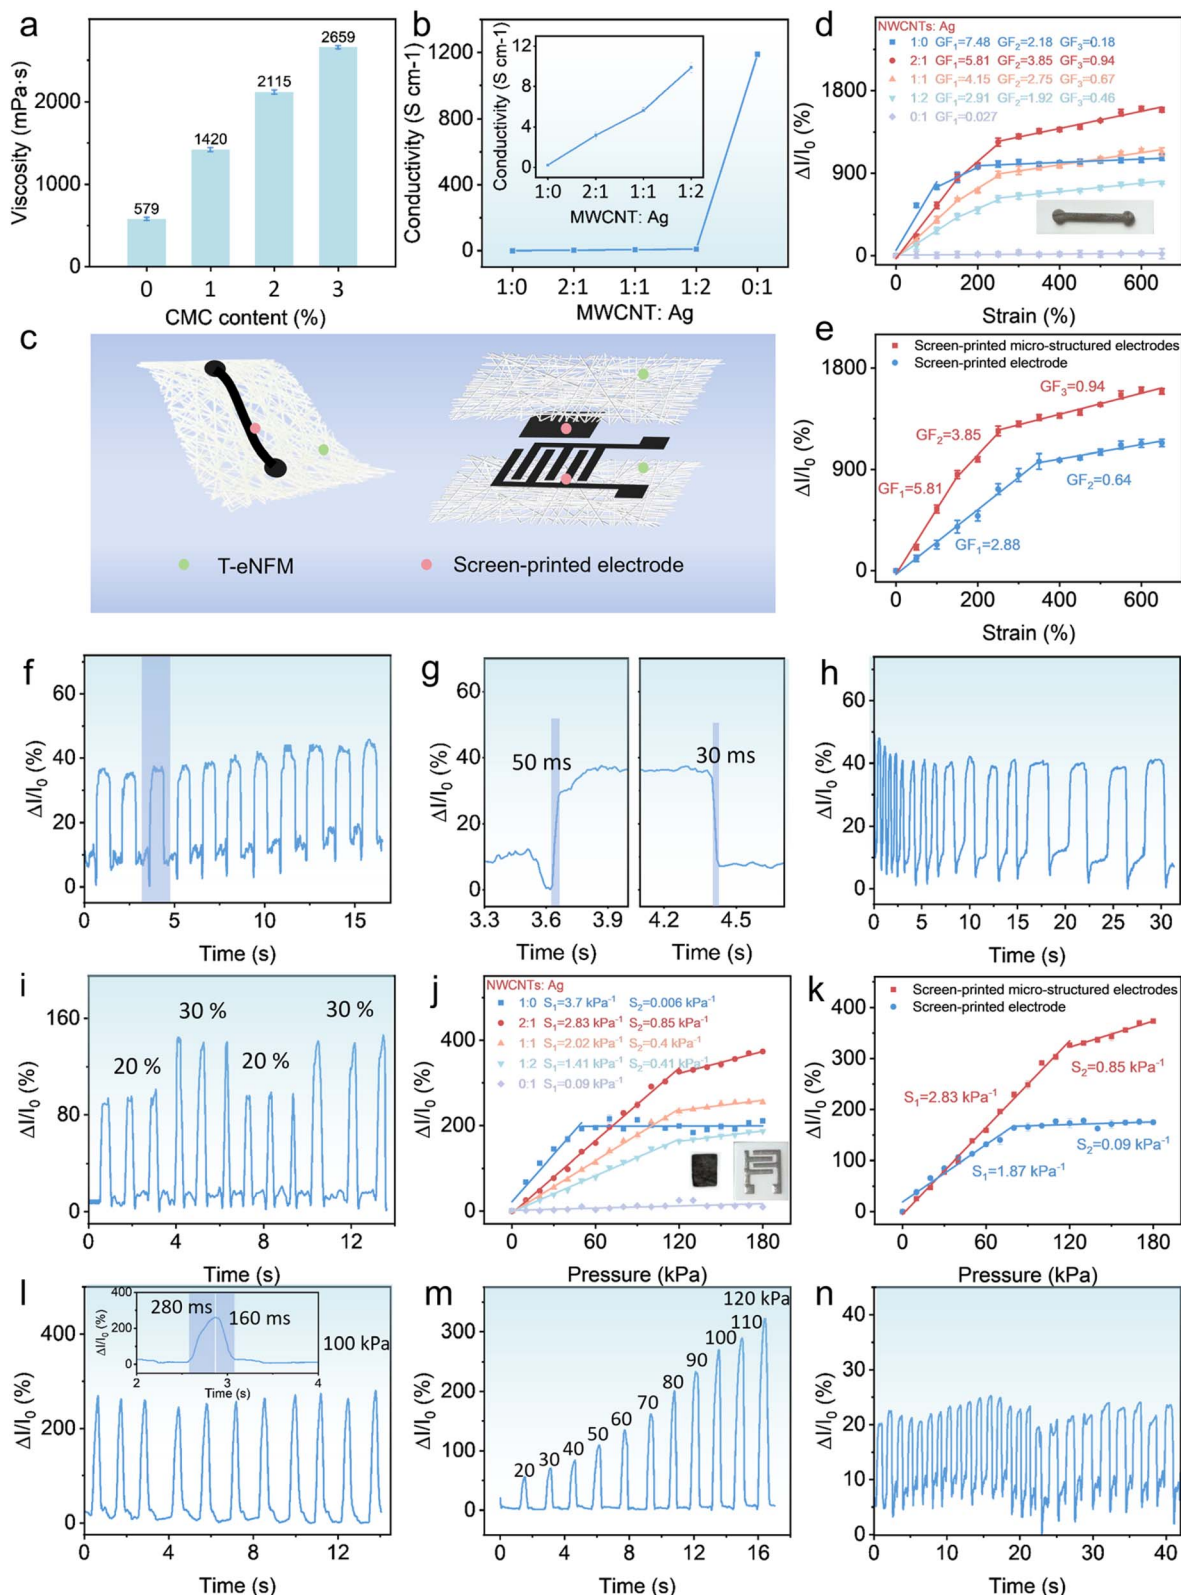 a
Viscosity (mPa·s)
2000
1000
0
579
1420
2115
2659
0 1 2 3
CMC content (%)
b
Conductivity (S cm-1)
1200
800
400
0
Conductivity (S cm-1)
12
8
4
0
1:0 2:1 1:1 1:2
MWCNT: Ag
1:0 2:1 1:1 1:2 0:1
MWCNT: Ag
d
NWCNTs: Ag
1:0 GF₁=7.48 GF₂=2.18 GF₃=0.18
2:1 GF₁=5.81 GF₂=3.85 GF₃=0.94
1:1 GF₁=4.15 GF₂=2.75 GF₃=0.67
1:2 GF₁=2.91 GF₂=1.92 GF₃=0.46
0:1 GF₁=0.027
ΔI/I₀ (%)
1800
900
0
0 200 400 600
Strain (%)
c
T-eNFM
Screen-printed electrode
e
Screen-printed micro-structured electrodes
Screen-printed electrode
ΔI/I₀ (%)
1800
900
0
GF₃=0.94
GF₂=3.85
GF₁=5.81
GF₂=0.64
GF₁=2.88
0 200 400 600
Strain (%)
f
ΔI/I₀ (%)
60
40
20
0
0 5 10 15
Time (s)
g
ΔI/I₀ (%)
60
40
20
0
50 ms
30 ms
3.3 3.6 3.9
4.2 4.5
Time (s)
Time (s)
h
ΔI/I₀ (%)
60
40
20
0
0 5 10 15 20 25 30
Time (s)
i
ΔI/I₀ (%)
160
80
0
20 %
30 %
20 %
30 %
0 4 8 12
Time (s)
j
NWCNTs: Ag
1:0 S₁=3.7 kPa⁻¹ S₂=0.006 kPa⁻¹
2:1 S₁=2.83 kPa⁻¹ S₂=0.85 kPa⁻¹
1:1 S₁=2.02 kPa⁻¹ S₂=0.4 kPa⁻¹
1:2 S₁=1.41 kPa⁻¹ S₂=0.41 kPa⁻¹
0:1 S₁=0.09 kPa⁻¹
ΔI/I₀ (%)
400
200
0
0 60 120 180
Pressure (kPa)
k
Screen-printed micro-structured electrodes
Screen-printed electrode
ΔI/I₀ (%)
400
300
200
100
0
S₂=0.85 kPa⁻¹
S₁=2.83 kPa⁻¹
S₂=0.09 kPa⁻¹
S₁=1.87 kPa⁻¹
0 60 120 180
Pressure (kPa)
l
ΔI/I₀ (%)
400
200
0
280 ms
160 ms
2 3 4
Time (s)
100 kPa
ΔI/I₀ (%)
400
200
0
0 4 8 12
Time (s)
m
ΔI/I₀ (%)
300
200
100
0
20
30
40
50
60
70
80
90
100
110
120 kPa
0 4 8 12 16
Time (s)
n
ΔI/I₀ (%)
30
20
10
0
0 10 20 30 40
Time (s)